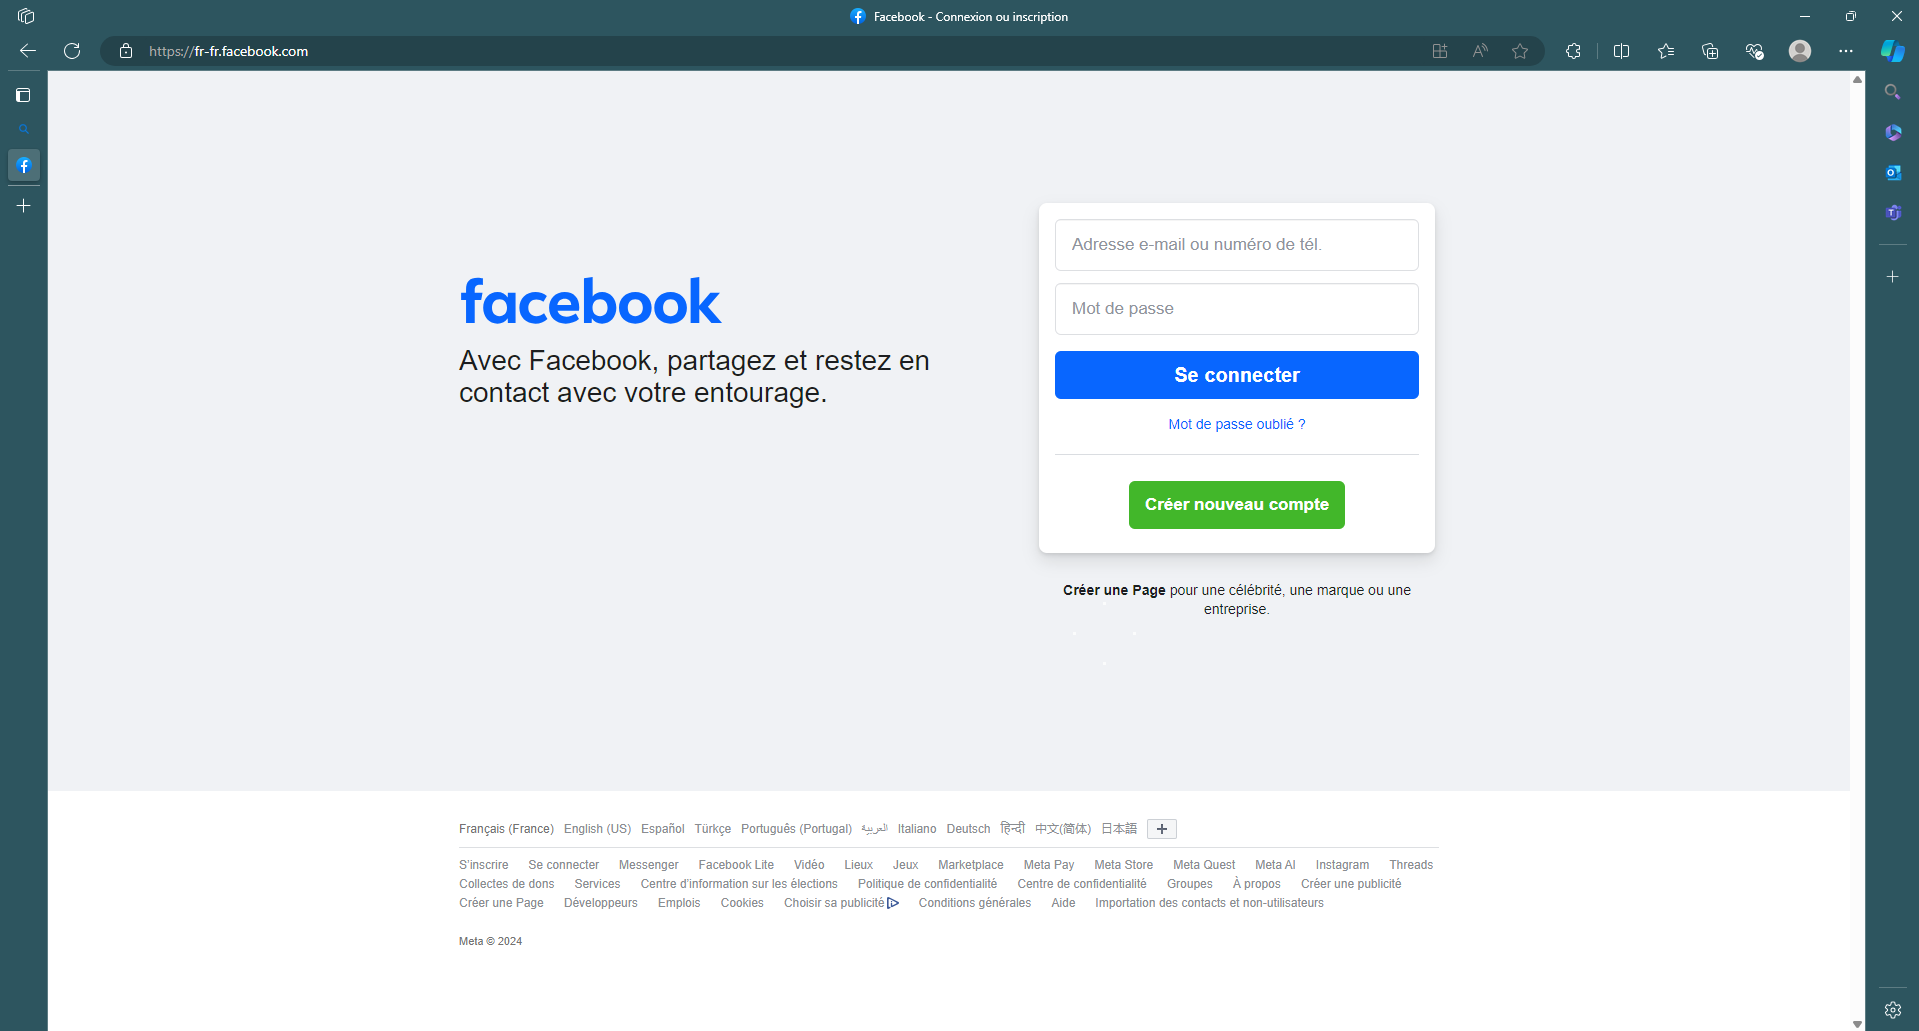 Facebook - Connexion ou inscription
https://fr-fr.facebook.com
facebook
Avec Facebook, partagez et restez en
contact avec votre entourage.
Adresse e-mail ou numéro de tél.
Mot de passe
Se connecter
Mot de passe oublié ?
Créer nouveau compte
Créer une Page pour une célébrité, une marque ou une
entreprise.
Français (France) English (US) Español Türkçe Português (Portugal) العربية Italiano Deutsch हिन्दी 中文(简体) 日本語
S'inscrire Se connecter Messenger Facebook Lite Vidéo Lieux Jeux Marketplace Meta Pay Meta Store Meta Quest Meta AI Instagram Threads
Collectes de dons Services Centre d'information sur les élections Politique de confidentialité Centre de confidentialité Groupes À propos Créer une publicité
Créer une Page Développeurs Emplois Cookies Choisir sa publicité Conditions générales Aide Importation des contacts et non-utilisateurs
Meta © 2024